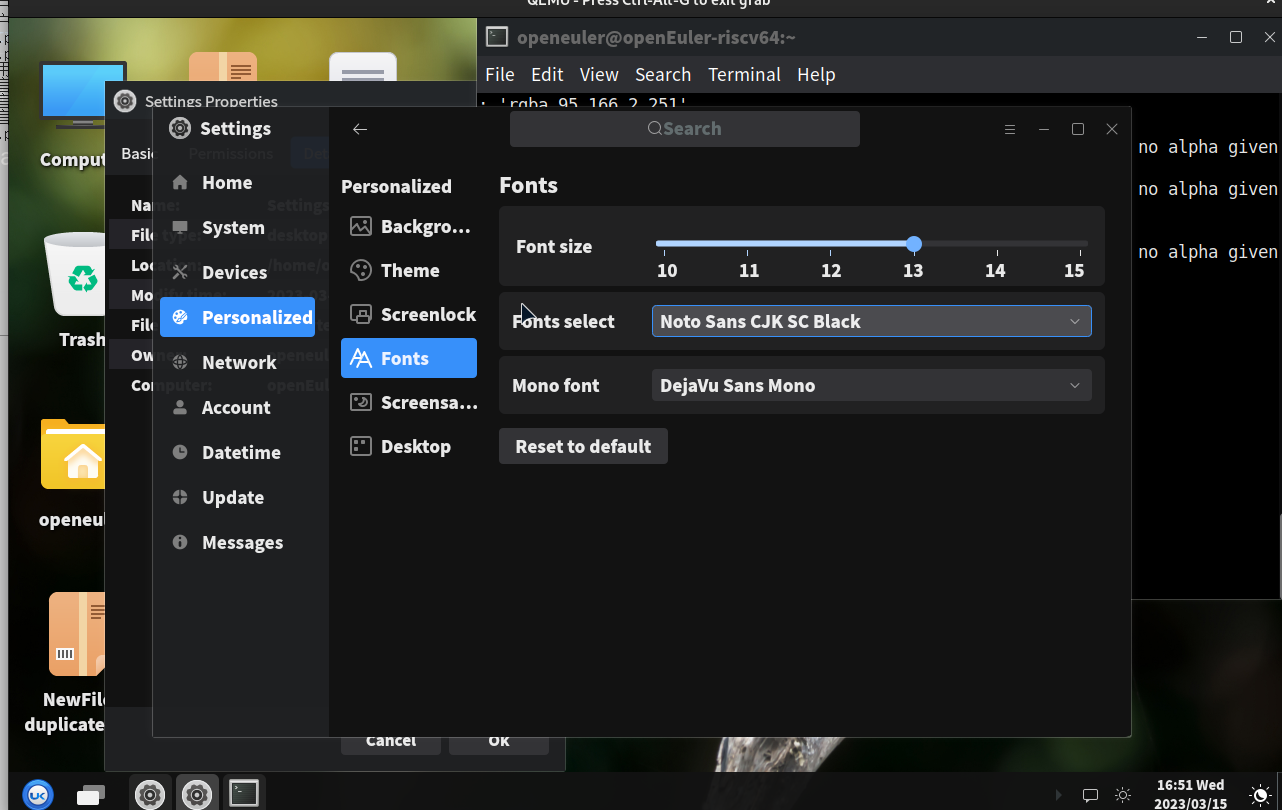 QEMU - Press Ctrl-Alt-G to exit grab
openeuler@openEuler-riscv64:~
File Edit View Search Terminal Help
: 'rgba 95 166 2 251'
no alpha given
no alpha given
no alpha given
Settings Properties
Basic Permissions
Name: Settings
File type: desktop
Location: /home/o
Modify time: 2023-03
File
Owner openeuler
Computer: openEul
Cancel Ok
Settings
Search
Home
System
Devices
Personalized
Network
Account
Datetime
Update
Messages
Personalized
Backgro...
Theme
Screenlock
Fonts
Screensa...
Desktop
Fonts
Font size
10 11 12 13 14 15
Fonts select Noto Sans CJK SC Black
Mono font DejaVu Sans Mono
Reset to default
Comput
Trash
openeul
NewFile
duplicate
16:51 Wed
2023/03/15